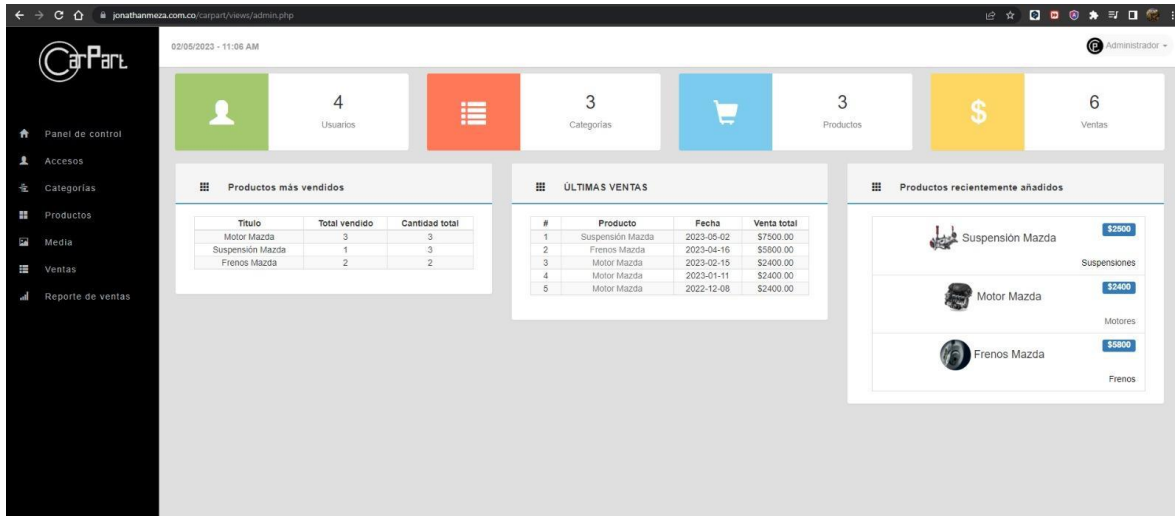 jonathanmeza.com.co/carpart/views/admin.php
CarPart
02/05/2023 - 11:06 AM
Administrador
Panel de control
Accesos
Categorías
Productos
Media
Ventas
Reporte de ventas
4
Usuarios
3
Categorías
3
Productos
$
6
Ventas
Productos más vendidos
Titulo Total vendido Cantidad total
Motor Mazda 3 3
Suspensión Mazda 1 3
Frenos Mazda 2 2
ÚLTIMAS VENTAS
# Producto Fecha Venta total
1 Suspensión Mazda 2023-05-02 $7500.00
2 Frenos Mazda 2023-04-16 $5800.00
3 Motor Mazda 2023-02-15 $2400.00
4 Motor Mazda 2023-01-11 $2400.00
5 Motor Mazda 2022-12-08 $2400.00
Productos recientemente añadidos
Suspensión Mazda $2500
Suspensiones
Motor Mazda $2400
Motores
Frenos Mazda $5800
Frenos